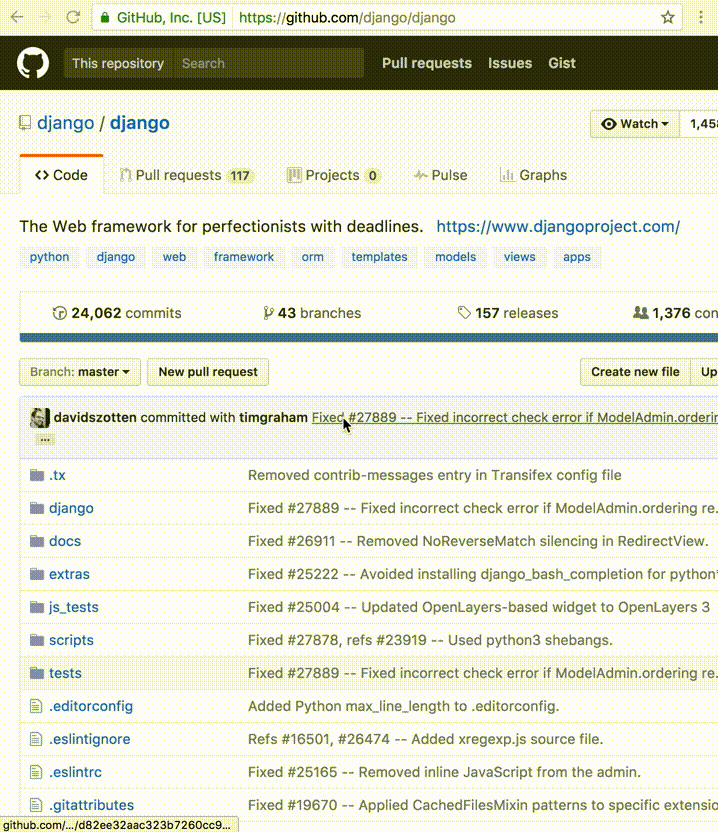 GitHub, Inc. [US] https://github.com/django/django
This repository Search Pull requests Issues Gist
django / django
Watch 1,458
Code Pull requests 117 Projects 0 Pulse Graphs
The Web framework for perfectionists with deadlines. https://www.djangoproject.com/
python django web framework orm templates models views apps
24,062 commits 43 branches 157 releases 1,376 con
Branch: master New pull request Create new file Up
davidszotten committed with timgraham Fixed #27889 -- Fixed incorrect check error if ModelAdmin.orderin
...
.tx Removed contrib-messages entry in Transifex config file
django Fixed #27889 -- Fixed incorrect check error if ModelAdmin.ordering re.
docs Fixed #26911 -- Removed NoReverseMatch silencing in RedirectView.
extras Fixed #25222 -- Avoided installing django_bash_completion for python*
js_tests Fixed #25004 -- Updated OpenLayers-based widget to OpenLayers 3
scripts Fixed #27878, refs #23919 -- Used python3 shebangs.
tests Fixed #27889 -- Fixed incorrect check error if ModelAdmin.ordering re.
.editorconfig Added Python max_line_length to .editorconfig.
.eslintignore Refs #16501, #26474 -- Added xregexp.js source file.
.eslintrc Fixed #25165 -- Removed inline JavaScript from the admin.
.gitattributes Fixed #19670 -- Applied CachedFilesMixin patterns to specific extensio
github.com/.../d82ee32aac323b7260cc9...